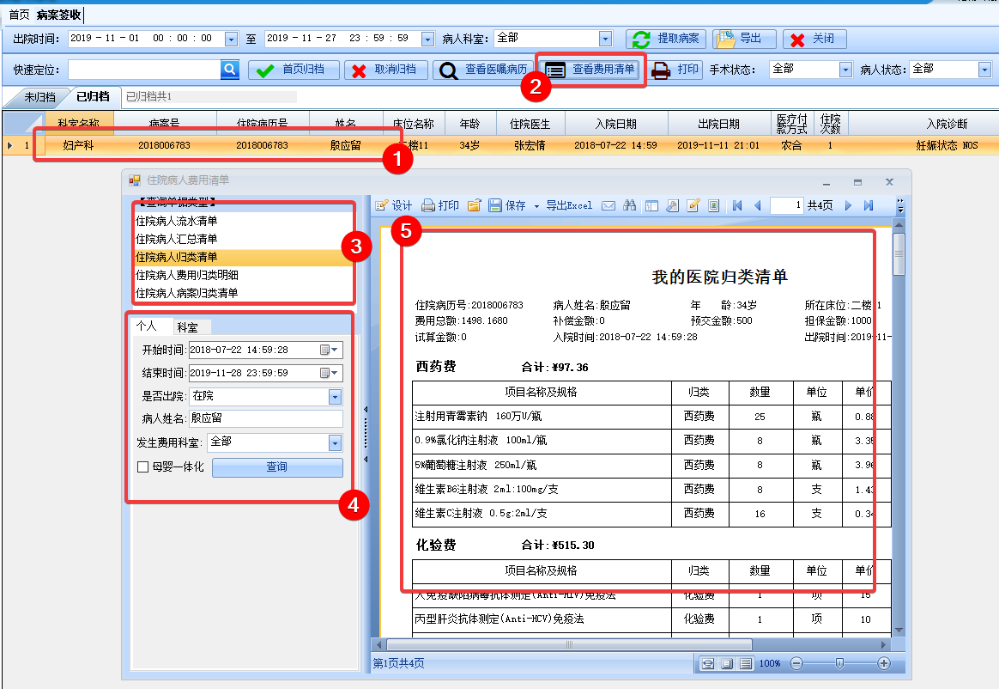 首页 病案签收
出院时间: 2019 - 11 - 01 00 : 00 : 00 至 2019 - 11 - 27 23 : 59 : 59 病人科室: 全部 提取病案 导出 关闭
快速定位: 首页归档 取消归档 查看医嘱病历 查看费用清单 打印 手术状态: 全部 病人状态: 全部
2
未归档 已归档 已归档共1
科室名称 病案号 住院病历号 姓名 床位名称 年龄 住院医生 入院日期 出院日期 医疗付款方式 住院次数 入院诊断
1 妇产科 2018006783 2018006783 殷应留 楼11 34岁 张宏情 2018-07-22 14:59 2019-11-11 21:01 农合 1 妊娠状态 NOS
1
住院病人费用清单
【查询单据类型】
住院病人流水清单
住院病人汇总清单
住院病人归类清单
住院病人费用归类明细
住院病人病案归类清单
3
个人 科室
开始时间: 2018-07-22 14:59:28
结束时间: 2019-11-28 23:59:59
是否出院: 在院
病人姓名: 殷应留
发生费用科室: 全部
母婴一体化 查询
4
设计 打印 保存 导出Excel 1 共4页
5
我的医院归类清单
住院病历号:2018006783 病人姓名:殷应留 年 龄:34岁 所在床位:二楼 1
费用总额:1498.1680 补偿金额:0 预交金额:500 担保金额:1000
试算金额:0 入院时间:2018-07-22 14:59:28 出院时间:2019-11-
西药费 合计:¥97.36
项目名称及规格 归类 数量 单位 单价
注射用青霉素钠 160万U/瓶 西药费 25 瓶 0.88
0.9%氯化钠注射液 100ml/瓶 西药费 8 瓶 3.35
5%葡萄糖注射液 250ml/瓶 西药费 8 瓶 3.96
维生素B6注射液 2ml:100mg/支 西药费 8 支 1.43
维生素C注射液 0.5g:2ml/支 西药费 16 支 0.34
化验费 合计:¥515.30
项目名称及规格 归类 数量 单位 单价
人免疫缺陷病毒抗体测定(Anti-HIV)免疫法 化验费 1 项 15
丙型肝炎抗体测定(Anti-HCV)免疫法 化验费 1 项 10
第1页共4页 100%